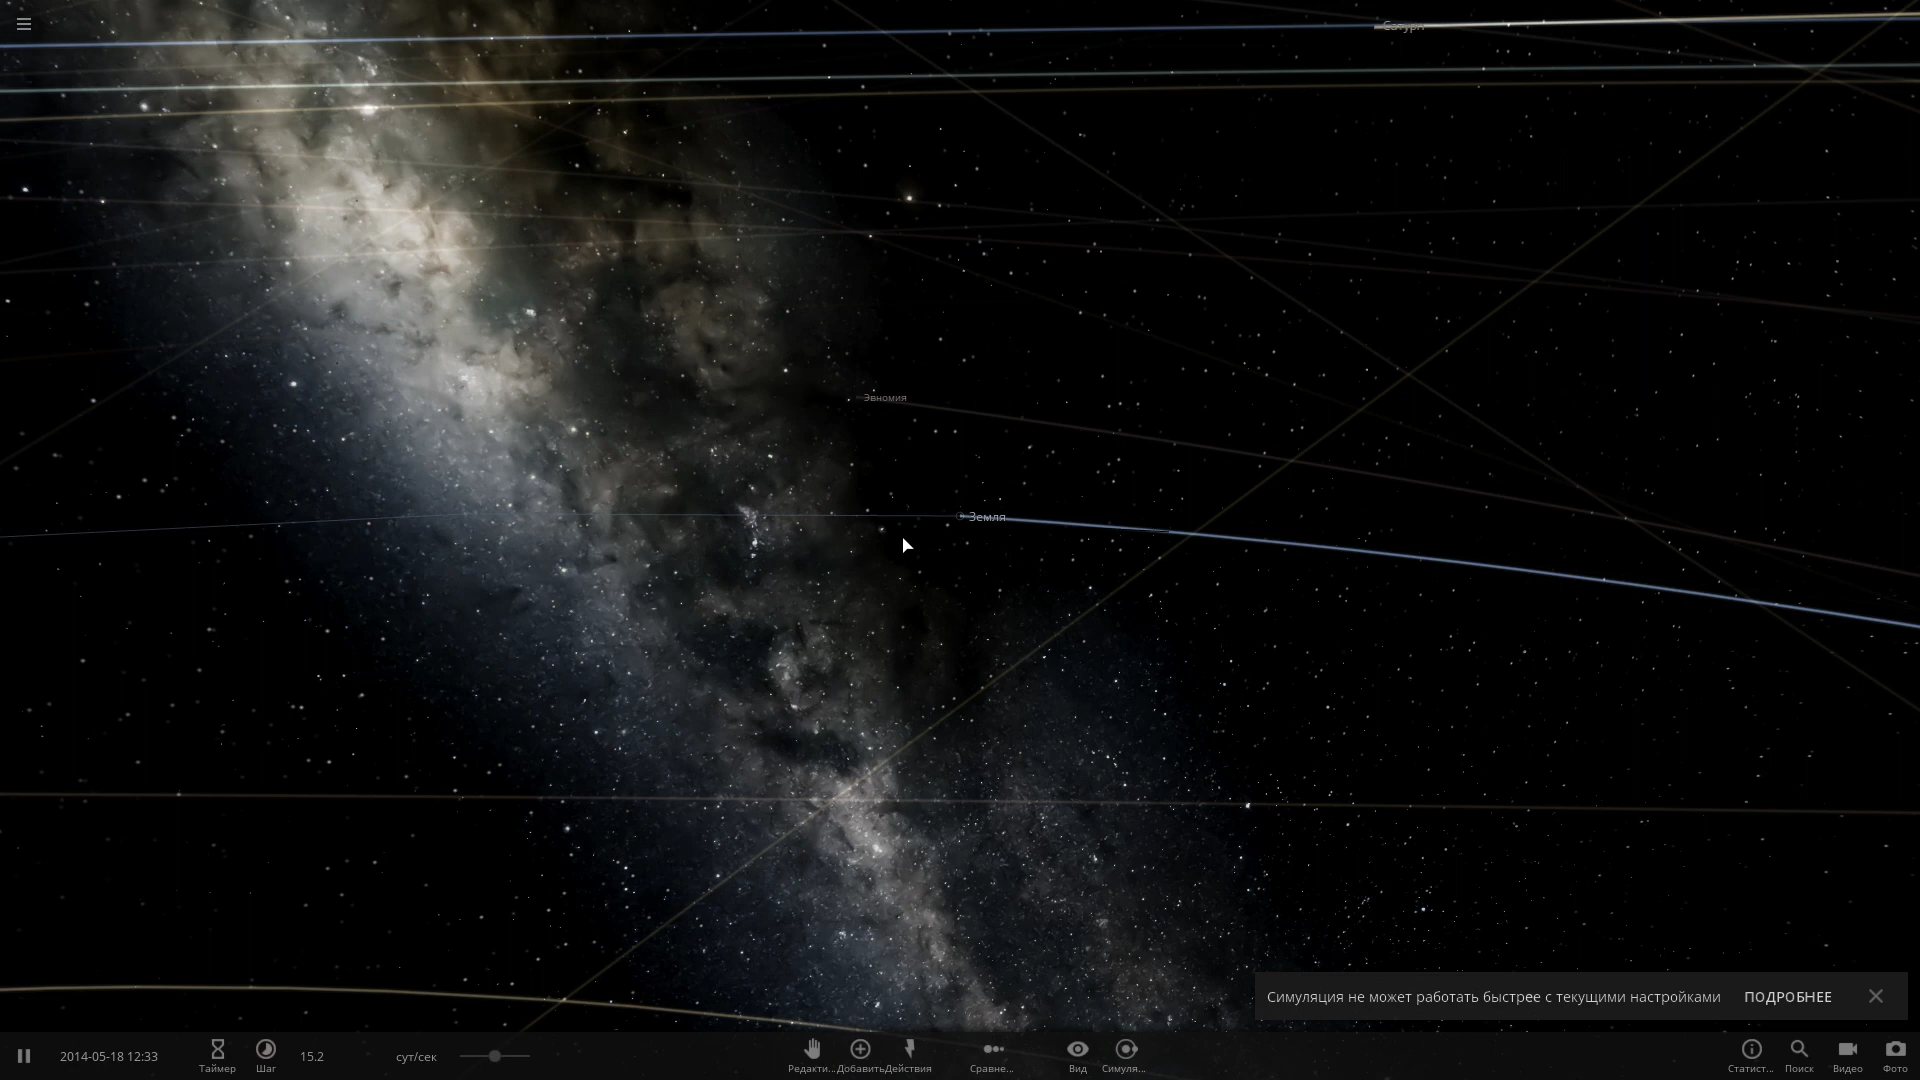 Сатурн
Эвномия
Земля
Симуляция не может работать быстрее с текущими настройками ПОДРОБНЕЕ
2014-05-18 12:33 Таймер Шаг 15.2 сут/сек Редакти... Добавить Действия Сравне... Вид Симуля... Статист... Поиск Видео Фото